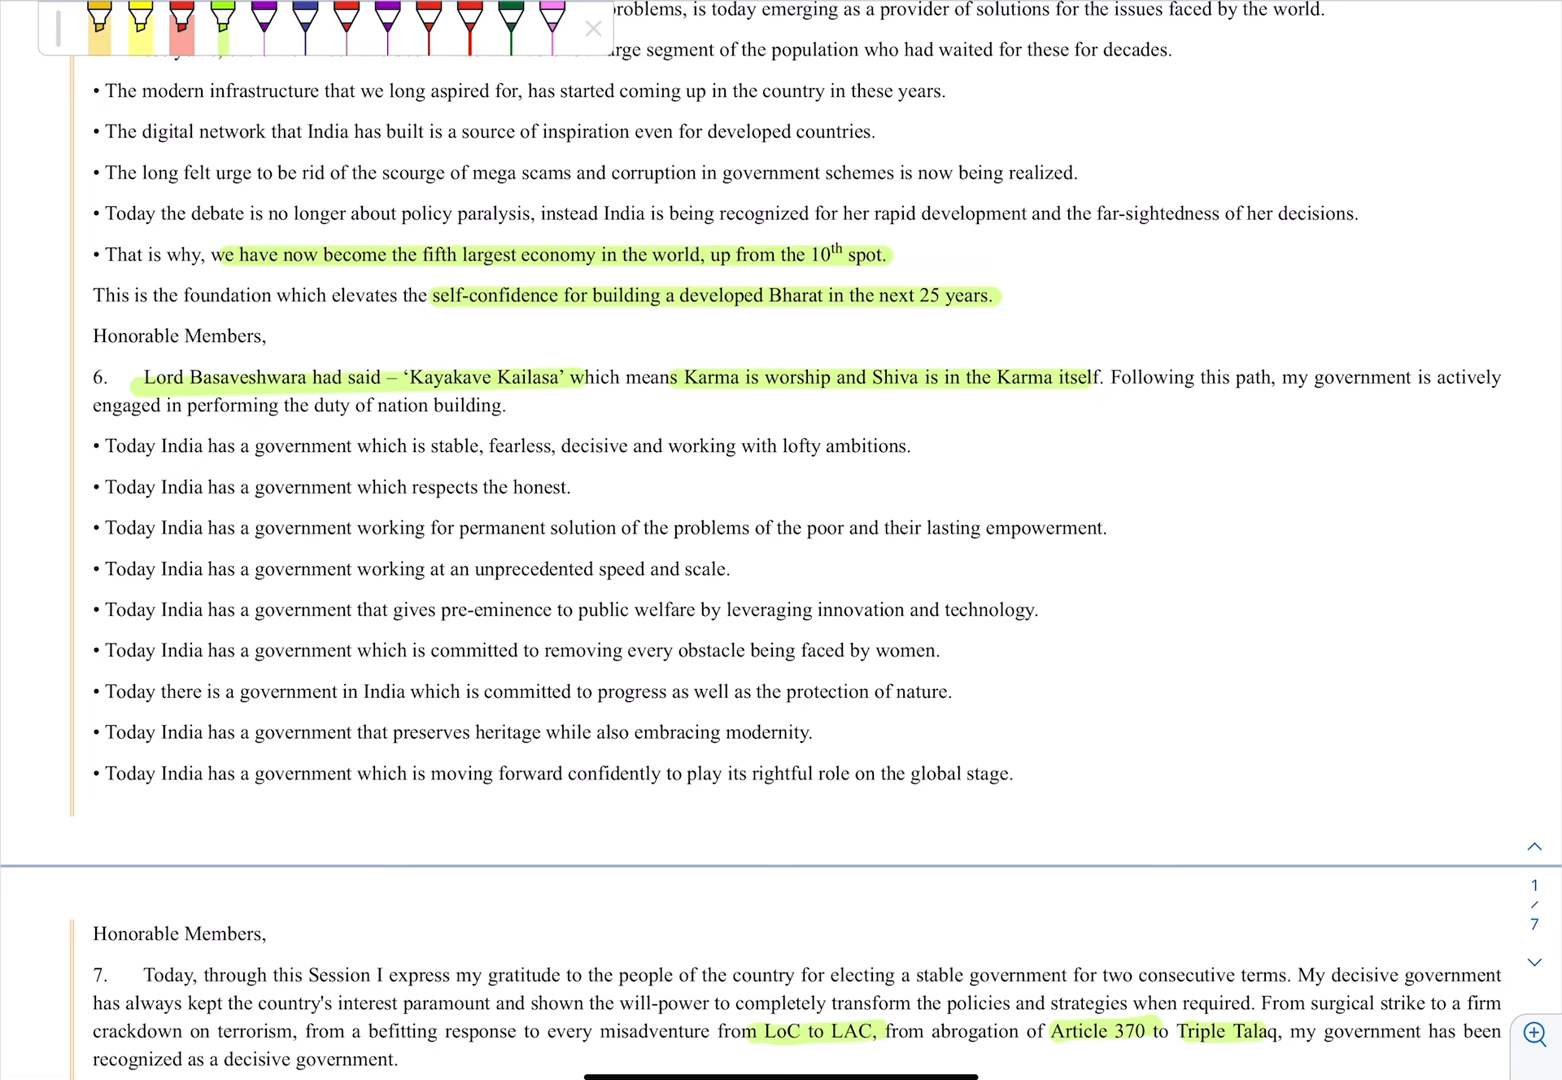 roblems, is today emerging as a provider of solutions for the issues faced by the world.
rge segment of the population who had waited for these for decades.
• The modern infrastructure that we long aspired for, has started coming up in the country in these years.
• The digital network that India has built is a source of inspiration even for developed countries.
• The long felt urge to be rid of the scourge of mega scams and corruption in government schemes is now being realized.
• Today the debate is no longer about policy paralysis, instead India is being recognized for her rapid development and the far-sightedness of her decisions.
• That is why, we have now become the fifth largest economy in the world, up from the 10th spot.
This is the foundation which elevates the self-confidence for building a developed Bharat in the next 25 years.
Honorable Members,
6. Lord Basaveshwara had said – ‘Kayakave Kailasa’ which means Karma is worship and Shiva is in the Karma itself. Following this path, my government is actively
engaged in performing the duty of nation building.
• Today India has a government which is stable, fearless, decisive and working with lofty ambitions.
• Today India has a government which respects the honest.
• Today India has a government working for permanent solution of the problems of the poor and their lasting empowerment.
• Today India has a government working at an unprecedented speed and scale.
• Today India has a government that gives pre-eminence to public welfare by leveraging innovation and technology.
• Today India has a government which is committed to removing every obstacle being faced by women.
• Today there is a government in India which is committed to progress as well as the protection of nature.
• Today India has a government that preserves heritage while also embracing modernity.
• Today India has a government which is moving forward confidently to play its rightful role on the global stage.
1
/
7
Honorable Members,
7. Today, through this Session I express my gratitude to the people of the country for electing a stable government for two consecutive terms. My decisive government
has always kept the country's interest paramount and shown the will-power to completely transform the policies and strategies when required. From surgical strike to a firm
crackdown on terrorism, from a befitting response to every misadventure from LoC to LAC, from abrogation of Article 370 to Triple Talaq, my government has been
recognized as a decisive government.